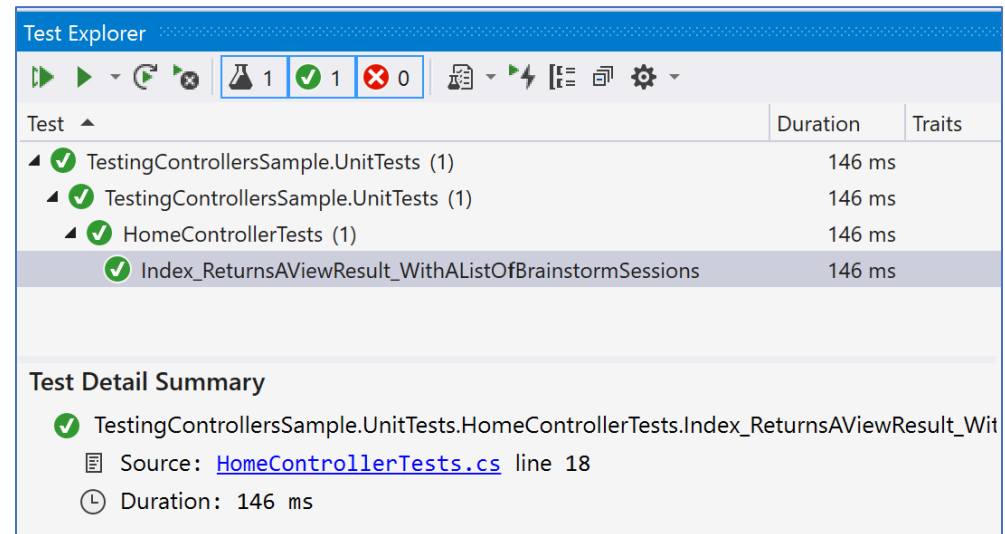 Test Explorer
1 1 0
Test Duration Traits
TestingControllersSample.UnitTests (1) 146 ms
TestingControllersSample.UnitTests (1) 146 ms
HomeControllerTests (1) 146 ms
Index_ReturnsAViewResult_WithAListOfBrainstormSessions 146 ms
Test Detail Summary
TestingControllersSample.UnitTests.HomeControllerTests.Index_ReturnsAViewResult_Wit
Source: HomeControllerTests.cs line 18
Duration: 146 ms